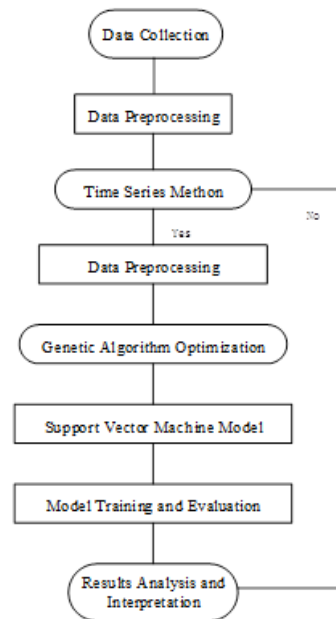 Data Collection
Data Preprocessing
Time Series Methon
No
Yes
Data Preprocessing
Genetic Algorithm Optimization
Support Vector Machine Model
Model Training and Evaluation
Results Analysis and
Interpretation